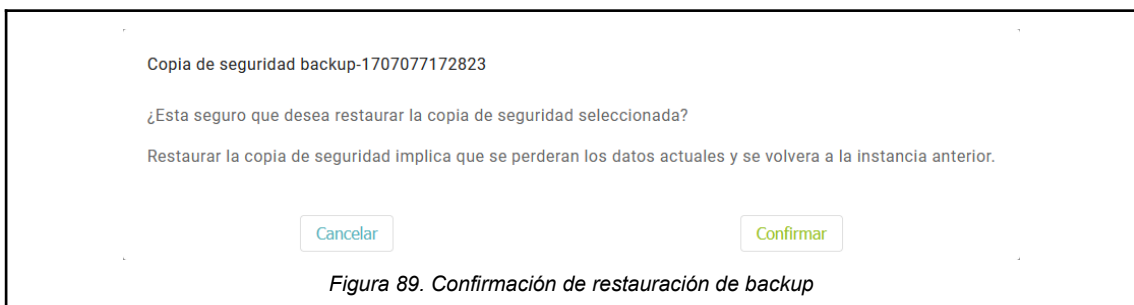 Copia de seguridad backup-1707077172823
¿Esta seguro que desea restaurar la copia de seguridad seleccionada?
Restaurar la copia de seguridad implica que se perderan los datos actuales y se volvera a la instancia anterior.
Cancelar Confirmar
Figura 89. Confirmación de restauración de backup